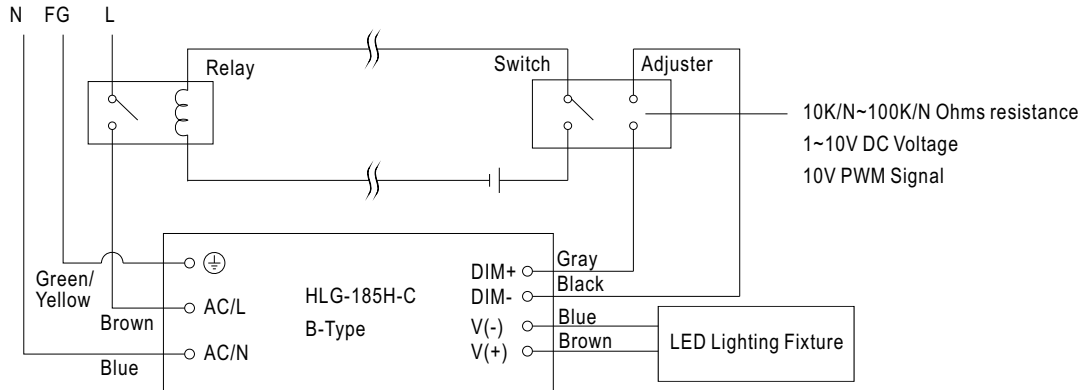 N FG L
Relay
Switch
Adjuster
10K/N~100K/N Ohms resistance
1~10V DC Voltage
10V PWM Signal
Green/
Yellow
Brown
Blue
AC/L
AC/N
HLG-185H-C
B-Type
DIM+
DIM-
V(-)
V(+)
Gray
Black
Blue
Brown
LED Lighting Fixture